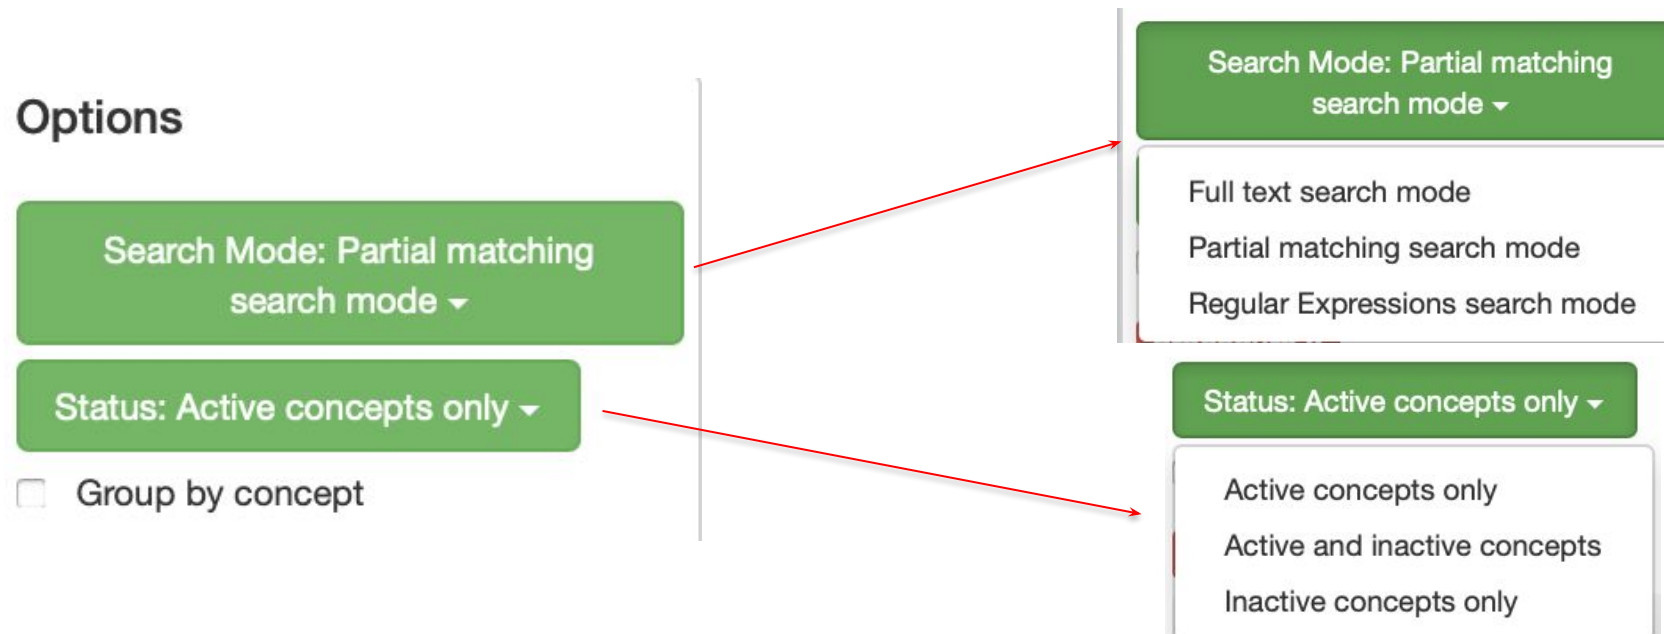 Options
Search Mode: Partial matching
search mode
Status: Active concepts only
Group by concept
Search Mode: Partial matching
search mode
Full text search mode
Partial matching search mode
Regular Expressions search mode
Status: Active concepts only
Active concepts only
Active and inactive concepts
Inactive concepts only